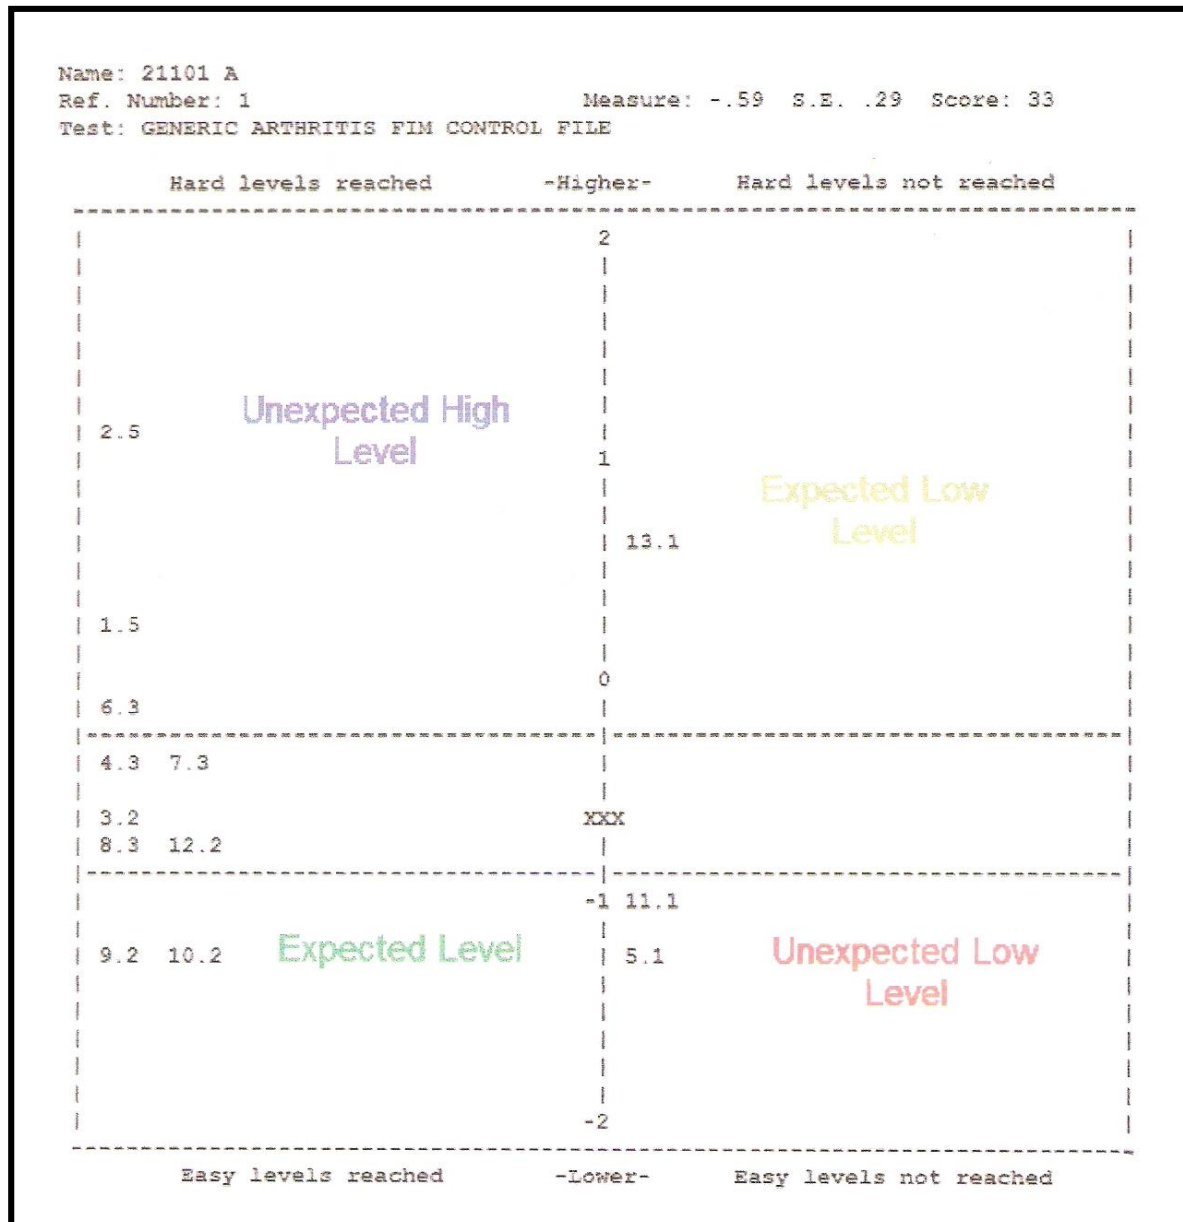 Name: 21101 A
Ref. Number: 1 Measure: -.59 S.E. .29 Score: 33
Test: GENERIC ARTHRITIS FIM CONTROL FILE
Hard levels reached -Higher- Hard levels not reached
2
Unexpected High
2.5
Level
1
Expected Low
Level
13.1
1.5
0
6.3
4.3 7.3
3.2 XXX
8.3 12.2
-1 11.1
9.2 10.2 Expected Level 5.1 Unexpected Low
Level
-2
Easy levels reached -Lower- Easy levels not reached